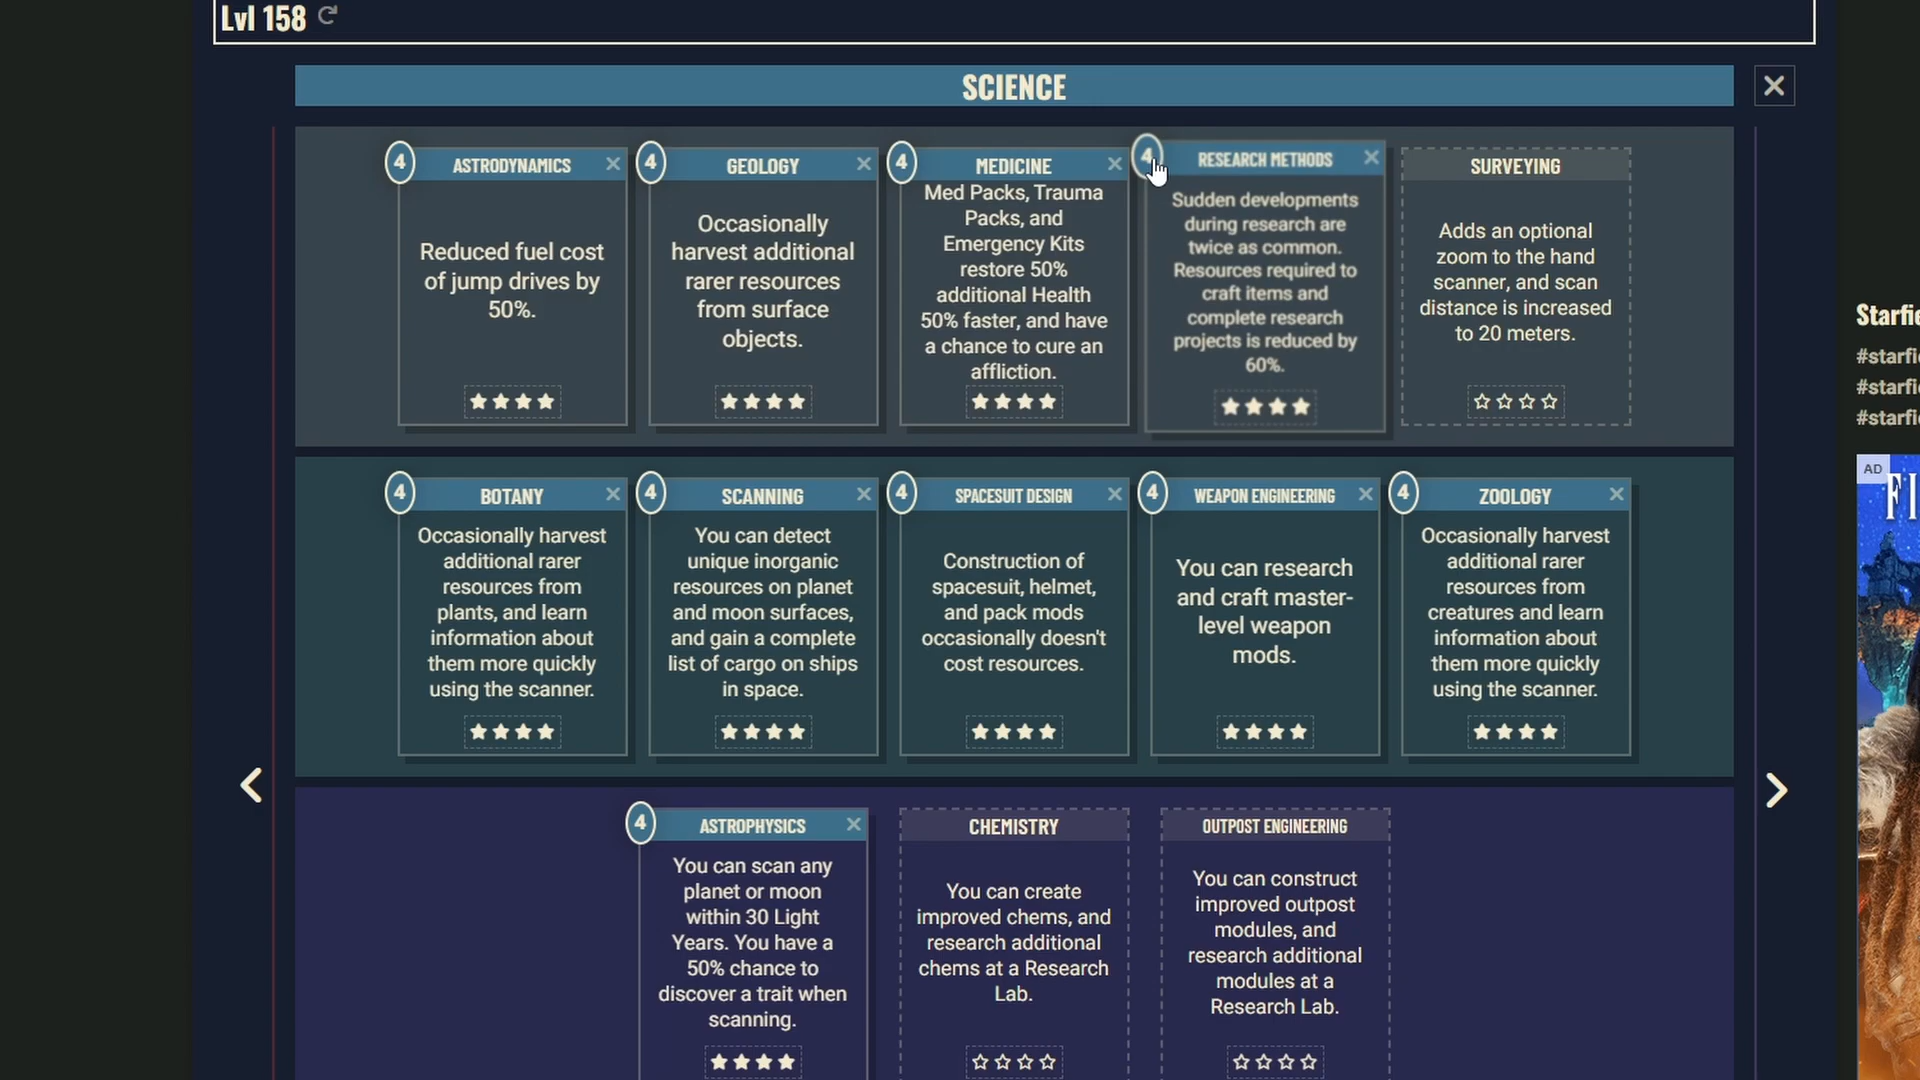 Lvl 158
SCIENCE
4
ASTRODYNAMICS
Reduced fuel cost
of jump drives by
50%.
4
GEOLOGY
Occasionally
harvest additional
rarer resources
from surface
objects.
4
MEDICINE
Med Packs, Trauma
Packs, and
Emergency Kits
restore 50%
additional Health
50% faster, and have
a chance to cure an
affliction.
4
RESEARCH METHODS
Sudden developments
during research are
twice as common.
Resources required to
craft items and
complete research
projects is reduced by
60%.
SURVEYING
Adds an optional
zoom to the hand
scanner, and scan
distance is increased
to 20 meters.
4
BOTANY
Occasionally harvest
additional rarer
resources from
plants, and learn
information about
them more quickly
using the scanner.
4
SCANNING
You can detect
unique inorganic
resources on planet
and moon surfaces,
and gain a complete
list of cargo on ships
in space.
4
SPACESUIT DESIGN
Construction of
spacesuit, helmet,
and pack mods
occasionally doesn't
cost resources.
4
WEAPON ENGINEERING
You can research
and craft master-
level weapon
mods.
4
ZOOLOGY
Occasionally harvest
additional rarer
resources from
creatures and learn
information about
them more quickly
using the scanner.
4
ASTROPHYSICS
You can scan any
planet or moon
within 30 Light
Years. You have a
50% chance to
discover a trait when
scanning.
CHEMISTRY
You can create
improved chems, and
research additional
chems at a Research
Lab.
OUTPOST ENGINEERING
You can construct
improved outpost
modules, and
research additional
modules at a
Research Lab.
Starfie
#starfi
#starfi
#starfi
AD
FI